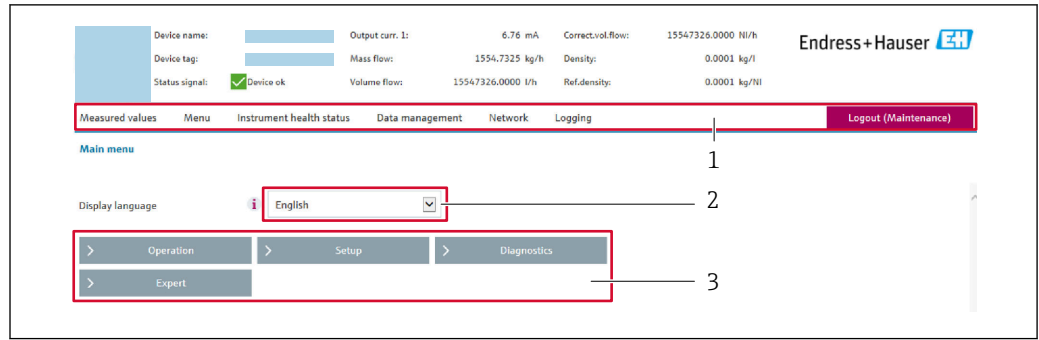 Device name: Output curr. 1: 6.76 mA Correct.vol.flow: 15547326.0000 Nl/h
Endress+Hauser EH
Device tag: Mass flow: 1554.7325 kg/h Density: 0.0001 kg/l
Status signal: Device ok Volume flow: 15547326.0000 l/h Ref.density: 0.0001 kg/Nl
Measured values Menu Instrument health status Data management Network Logging Logout (Maintenance)
1
Main menu
Display language i English 2
> Operation > Setup > Diagnostics
> Expert 3